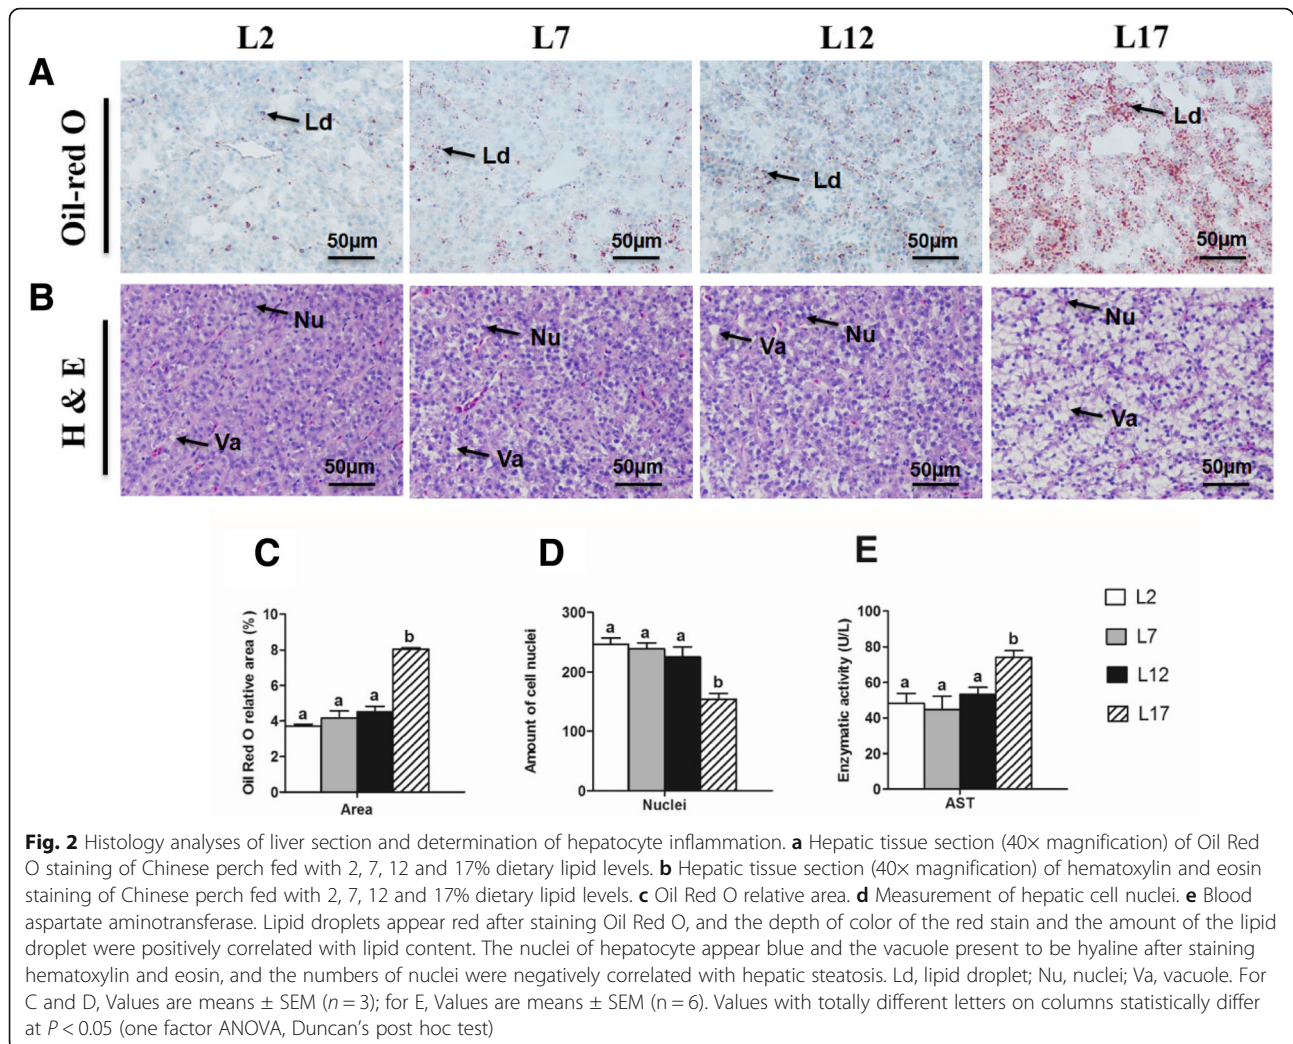 L2 L7 L12 L17
A
Oil-red O
Ld Ld Ld Ld
50µm 50µm 50µm 50µm
B
H & E
Nu Nu Nu Nu
Va Va Va Va
50µm 50µm 50µm 50µm
C
Oil Red O relative area (%)
10
8
6
4
2
0
a a a b
Area
D
Amount of cell nuclei
300
200
100
0
a a a b
Nuclei
E
Enzymatic activity (U/L)
100
80
60
40
20
0
a a a b
AST
L2
L7
L12
L17
Fig. 2 Histology analyses of liver section and determination of hepatocyte inflammation. a Hepatic tissue section (40× magnification) of Oil Red
O staining of Chinese perch fed with 2, 7, 12 and 17% dietary lipid levels. b Hepatic tissue section (40× magnification) of hematoxylin and eosin
staining of Chinese perch fed with 2, 7, 12 and 17% dietary lipid levels. c Oil Red O relative area. d Measurement of hepatic cell nuclei. e Blood
aspartate aminotransferase. Lipid droplets appear red after staining Oil Red O, and the depth of color of the red stain and the amount of the lipid
droplet were positively correlated with lipid content. The nuclei of hepatocyte appear blue and the vacuole present to be hyaline after staining
hematoxylin and eosin, and the numbers of nuclei were negatively correlated with hepatic steatosis. Ld, lipid droplet; Nu, nuclei; Va, vacuole. For
C and D, Values are means ± SEM (n = 3); for E, Values are means ± SEM (n = 6). Values with totally different letters on columns statistically differ
at P < 0.05 (one factor ANOVA, Duncan's post hoc test)